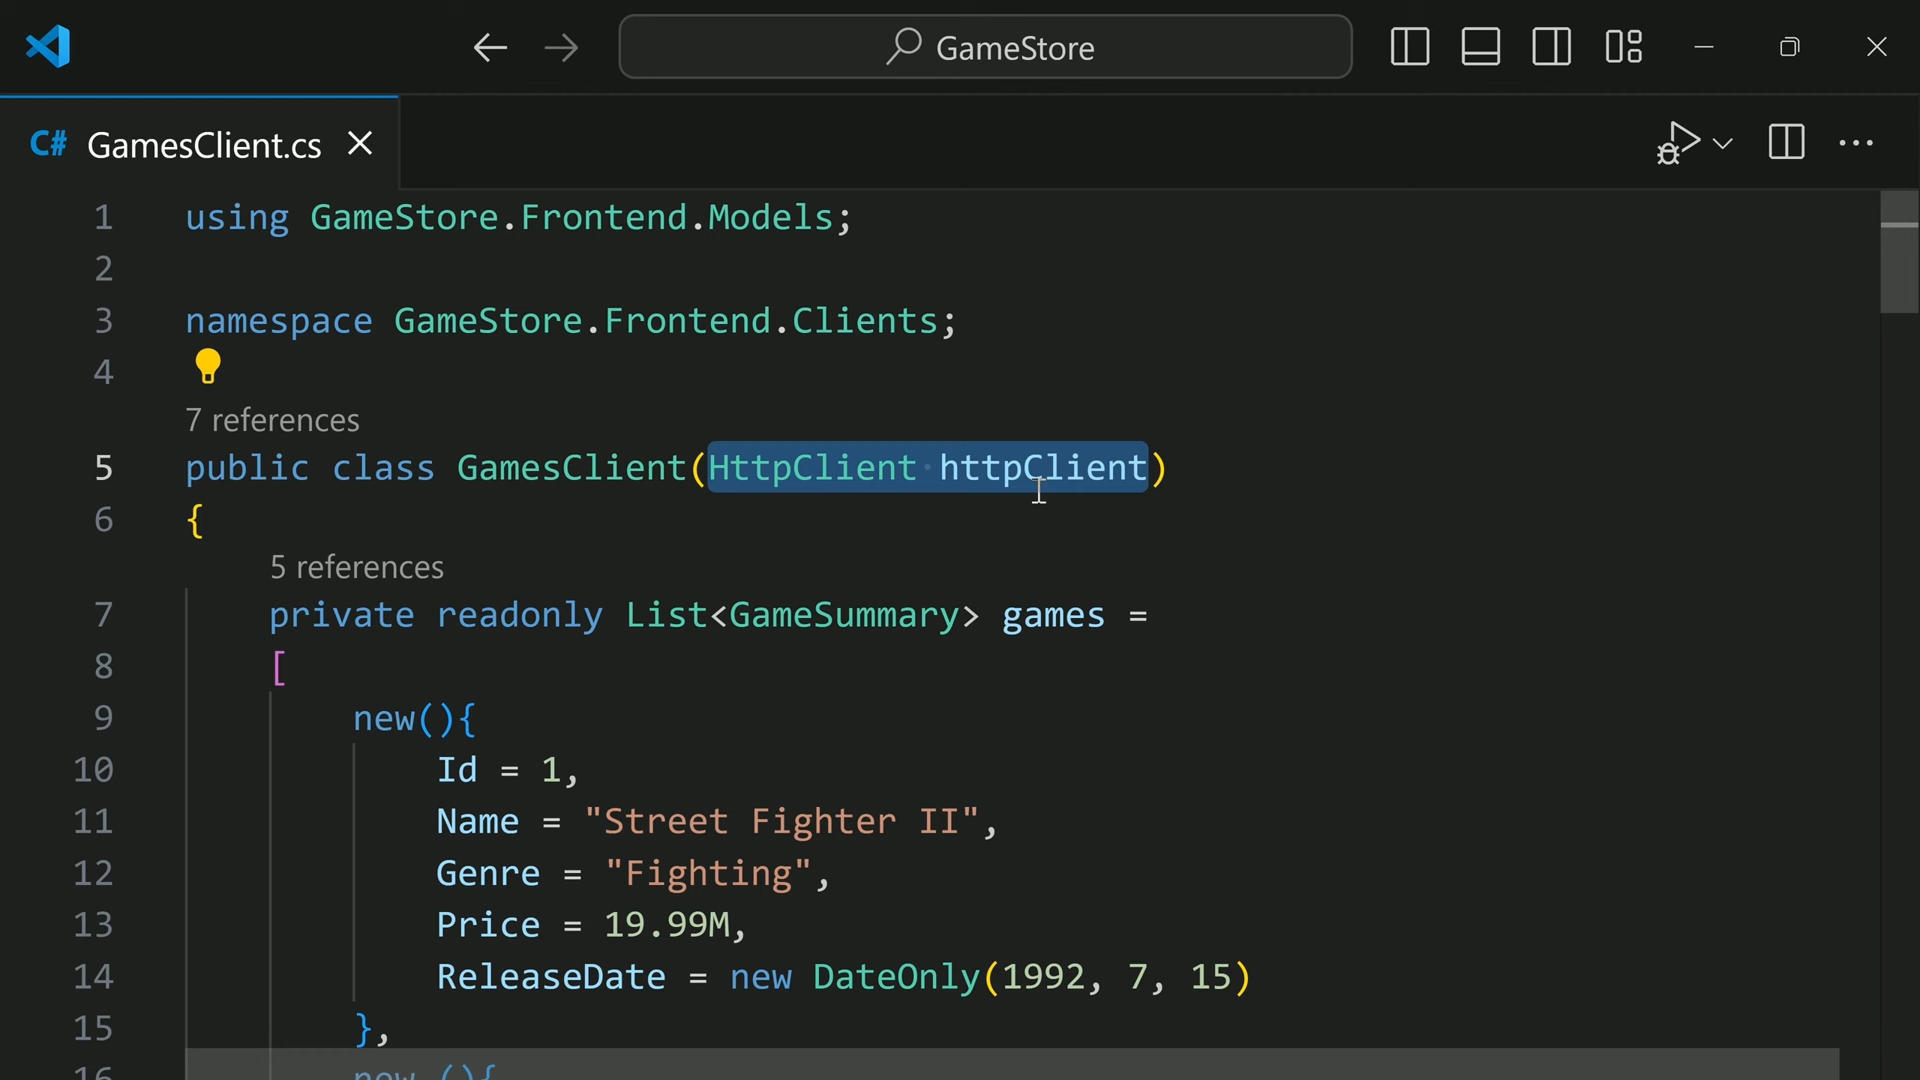 GameStore
C# GamesClient.cs
1 using GameStore.Frontend.Models;
2
3 namespace GameStore.Frontend.Clients;
4
7 references
5 public class GamesClient(HttpClient httpClient)
6 {
5 references
7 private readonly List<GameSummary> games =
8 [
9 new(){
10 Id = 1,
11 Name = "Street Fighter II",
12 Genre = "Fighting",
13 Price = 19.99M,
14 ReleaseDate = new DateOnly(1992, 7, 15)
15 },
16 new (){